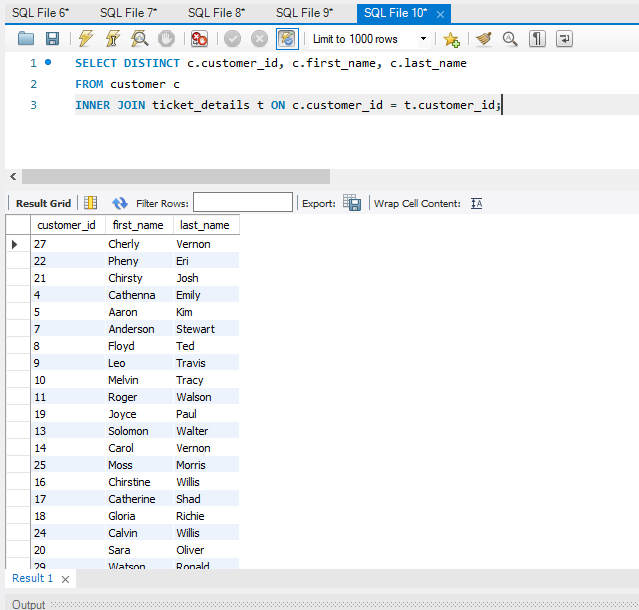 SQL File 6* SQL File 7* SQL File 8* SQL File 9* SQL File 10* ×
Limit to 1000 rows
1 SELECT DISTINCT c.customer_id, c.first_name, c.last_name
2 FROM customer c
3 INNER JOIN ticket_details t ON c.customer_id = t.customer_id;
Result Grid Filter Rows: Export: Wrap Cell Content: IA
customer_id first_name last_name
27 Cherly Vernon
22 Pheny Eri
21 Chirsty Josh
4 Cathenna Emily
5 Aaron Kim
7 Anderson Stewart
8 Floyd Ted
9 Leo Travis
10 Melvin Tracy
11 Roger Walson
19 Joyce Paul
13 Solomon Walter
14 Carol Vernon
25 Moss Morris
16 Chirstine Willis
17 Catherine Shad
18 Gloria Richie
24 Calvin Willis
20 Sara Oliver
29 Watson Ronald
Result 1 ×
Output